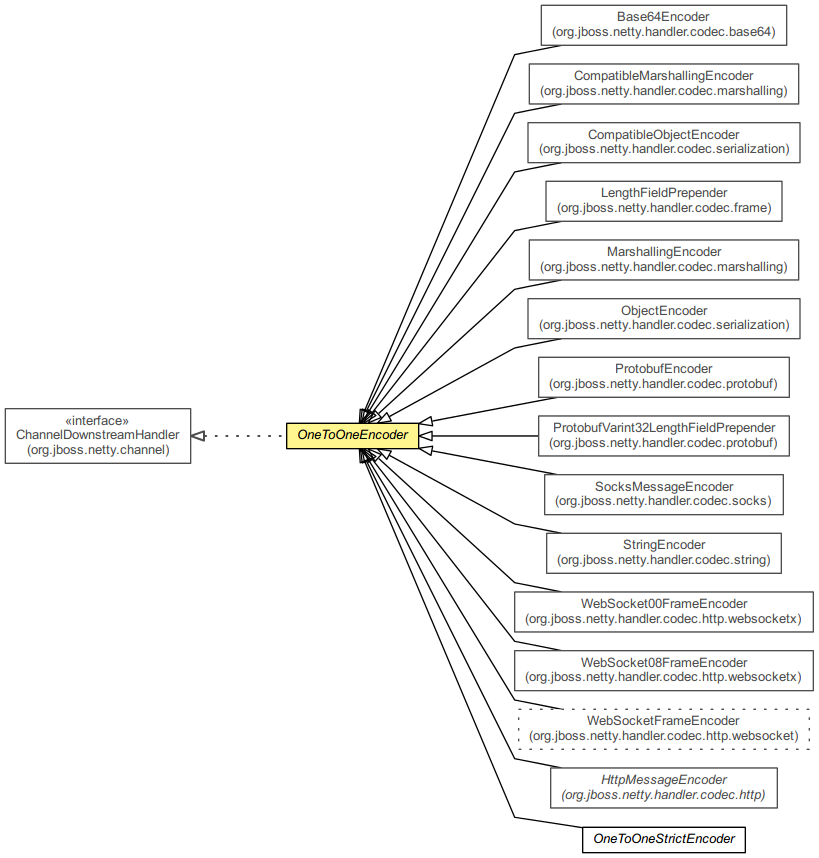 Base64Encoder
(org.jboss.netty.handler.codec.base64)
CompatibleMarshallingEncoder
(org.jboss.netty.handler.codec.marshalling)
CompatibleObjectEncoder
(org.jboss.netty.handler.codec.serialization)
LengthFieldPrepender
(org.jboss.netty.handler.codec.frame)
MarshallingEncoder
(org.jboss.netty.handler.codec.marshalling)
ObjectEncoder
(org.jboss.netty.handler.codec.serialization)
ProtobufEncoder
(org.jboss.netty.handler.codec.protobuf)
«interface»
ChannelDownstreamHandler
(org.jboss.netty.channel)
OneToOneEncoder
ProtobufVarint32LengthFieldPrepender
(org.jboss.netty.handler.codec.protobuf)
SocksMessageEncoder
(org.jboss.netty.handler.codec.socks)
StringEncoder
(org.jboss.netty.handler.codec.string)
WebSocket00FrameEncoder
(org.jboss.netty.handler.codec.http.websocketx)
WebSocket08FrameEncoder
(org.jboss.netty.handler.codec.http.websocketx)
WebSocketFrameEncoder
(org.jboss.netty.handler.codec.http.websocket)
HttpMessageEncoder
(org.jboss.netty.handler.codec.http)
OneToOneStrictEncoder